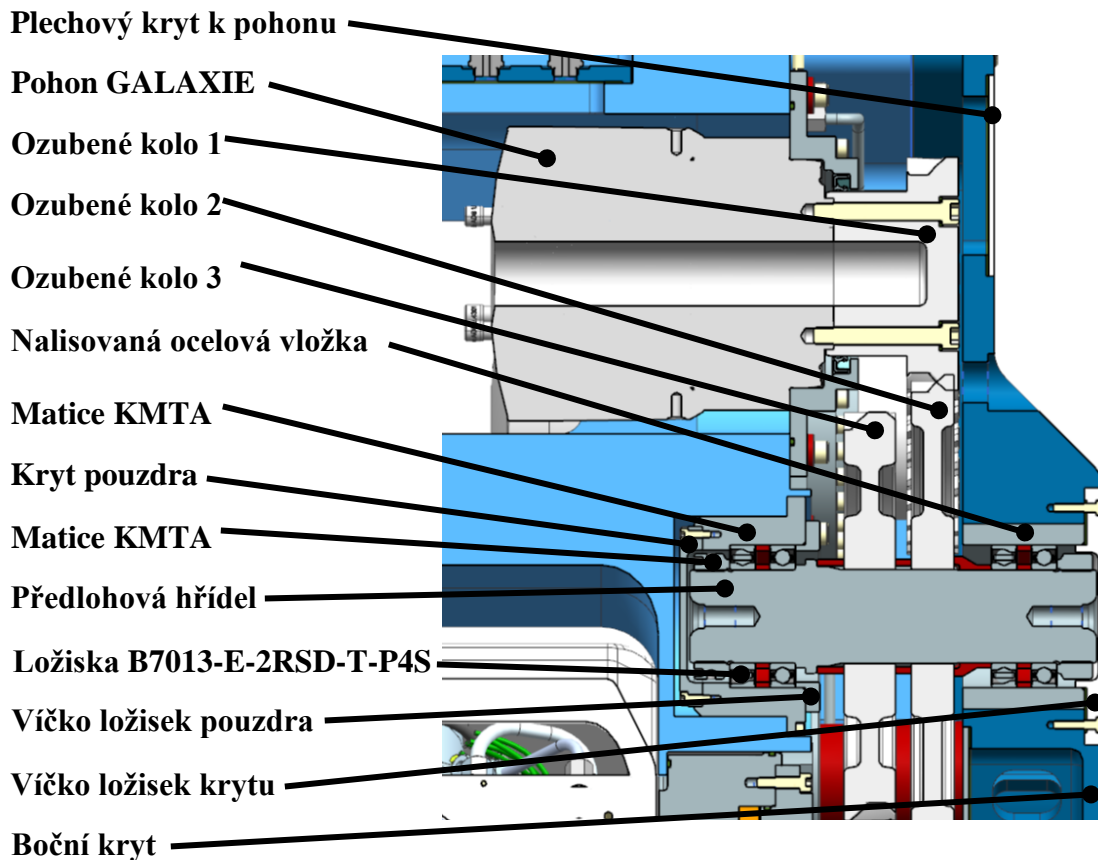 Plechový kryt k pohonu
Pohon GALAXIE
Ozubené kolo 1
Ozubené kolo 2
Ozubené kolo 3
Nalisovaná ocelová vložka
Matice KMTA
Kryt pouzdra
Matice KMTA
Předlohová hřídel
Ložiska B7013-E-2RSD-T-P4S
Víčko ložisek pouzdra
Víčko ložisek krytu
Boční kryt